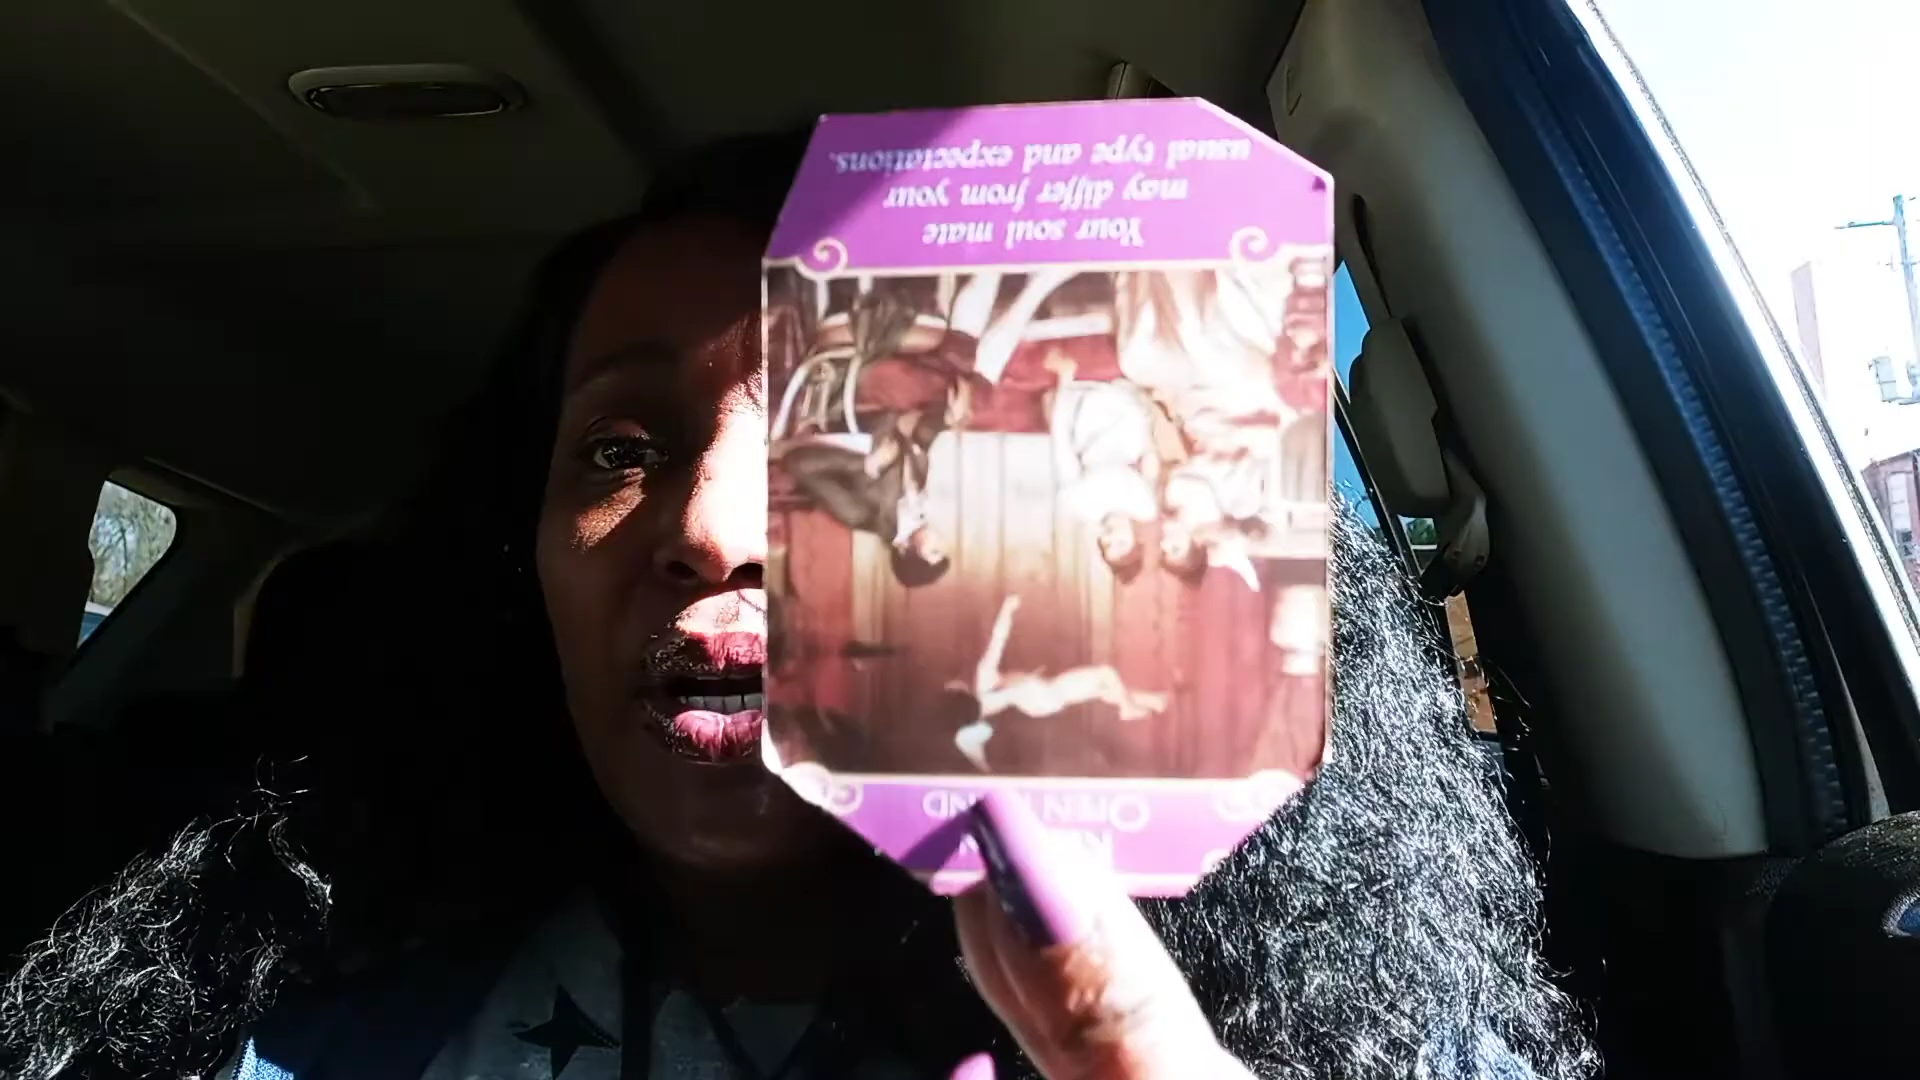 OPEN MIND
Your soul mate
may differ from your
usual type and expectations.